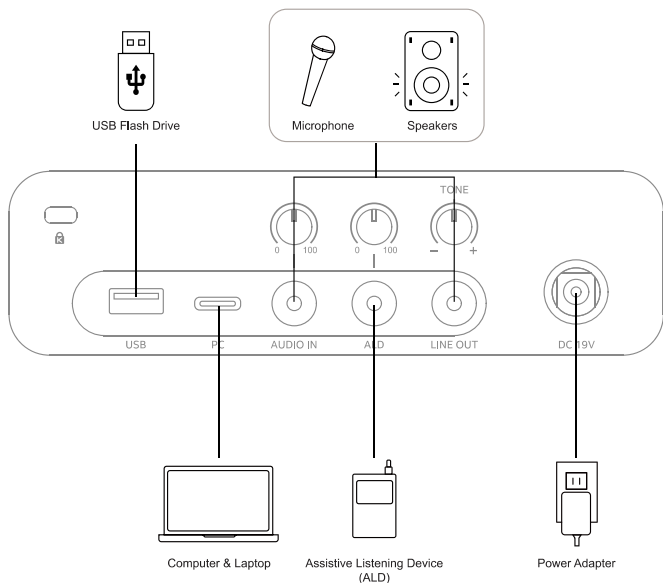 USB Flash Drive
Microphone
Speakers
TONE
0 100
0 100
− +
USB
PC
AUDIO IN
ALD
LINE OUT
DC 19V
Computer & Laptop
Assistive Listening Device
(ALD)
Power Adapter